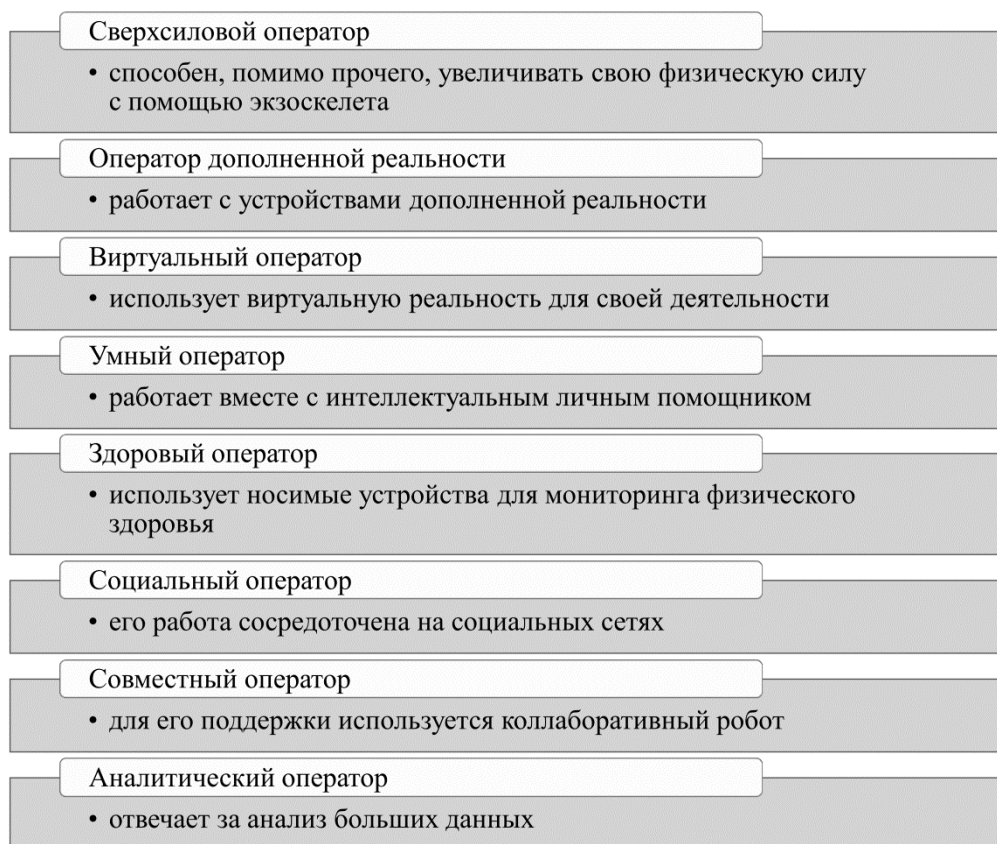 Сверхсиловой оператор
• способен, помимо прочего, увеличивать свою физическую силу
с помощью экзоскелета
Оператор дополненной реальности
• работает с устройствами дополненной реальности
Виртуальный оператор
• использует виртуальную реальность для своей деятельности
Умный оператор
• работает вместе с интеллектуальным личным помощником
Здоровый оператор
• использует носимые устройства для мониторинга физического
здоровья
Социальный оператор
• его работа сосредоточена на социальных сетях
Совместный оператор
• для его поддержки используется коллаборативный робот
Аналитический оператор
• отвечает за анализ больших данных